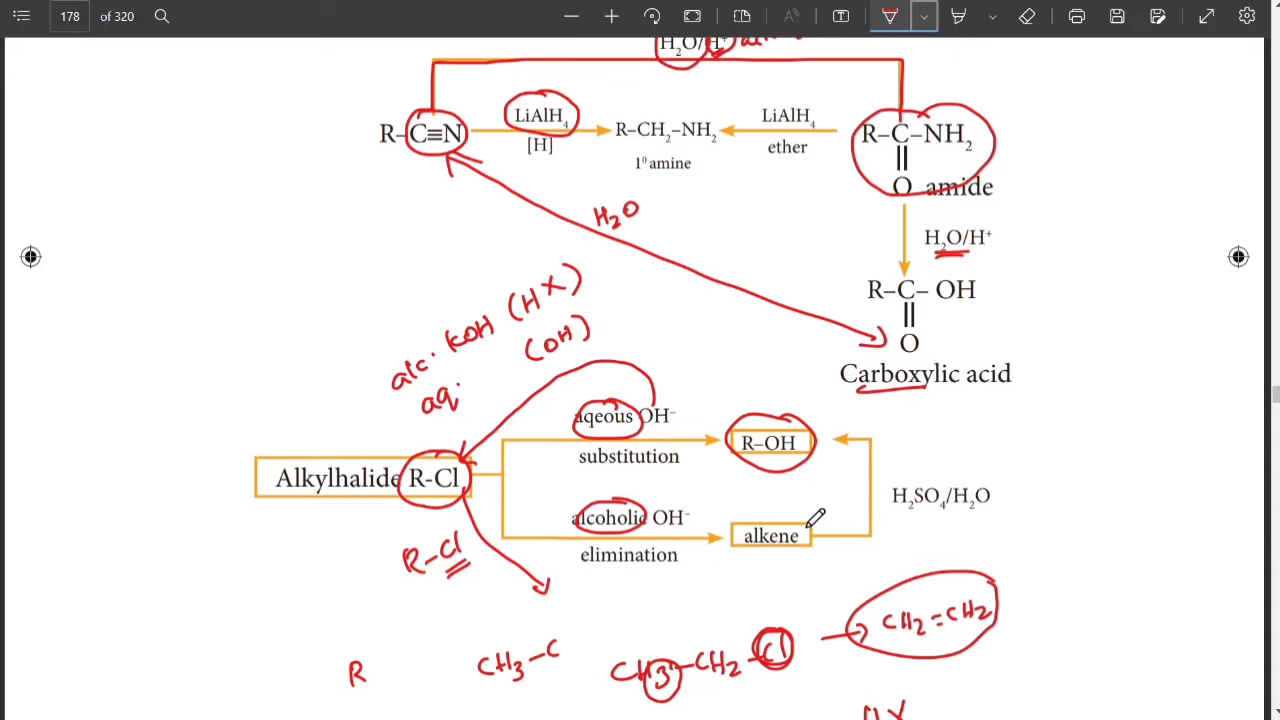 178 of 320
H₂O/H⁺
R–C≡N LiAlH₄ [H] R–CH₂–NH₂ LiAlH₄ ether R–C–NH₂
1⁰ amine
O amide
H₂O
H₂O/H⁺
R–C–OH
O
Carboxylic acid
alc. KOH (HX)
aq. (OH)
aqeous OH⁻
substitution
R–OH
Alkylhalide R-Cl
H₂SO₄/H₂O
alcoholic OH⁻
elimination
alkene
R–Cl
CH₂=CH₂
R CH₃–C CH₃–CH₂–Cl